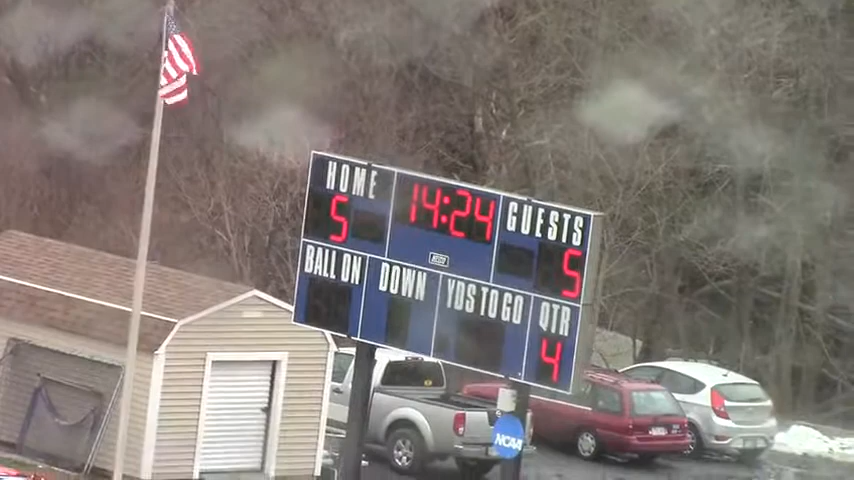 HOME 14:24 GUESTS
5 5
BALL ON DOWN YDS TO GO QTR
4
NCAA